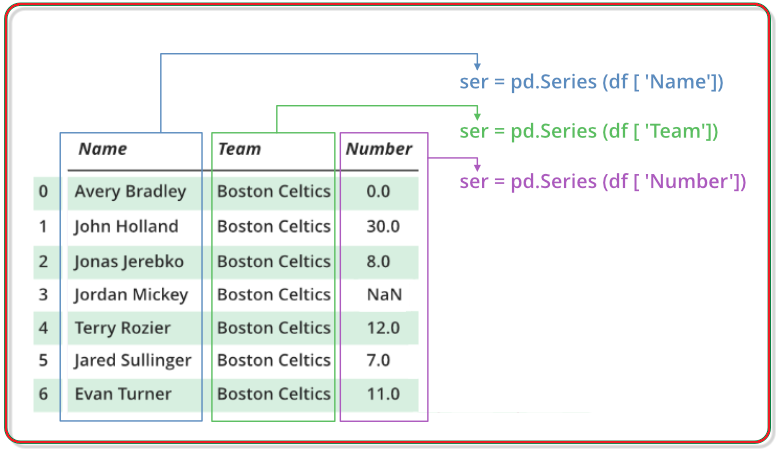 ser = pd.Series (df [ 'Name'])
ser = pd.Series (df [ 'Team'])
ser = pd.Series (df [ 'Number'])
Name Team Number
0 Avery Bradley Boston Celtics 0.0
1 John Holland Boston Celtics 30.0
2 Jonas Jerebko Boston Celtics 8.0
3 Jordan Mickey Boston Celtics NaN
4 Terry Rozier Boston Celtics 12.0
5 Jared Sullinger Boston Celtics 7.0
6 Evan Turner Boston Celtics 11.0